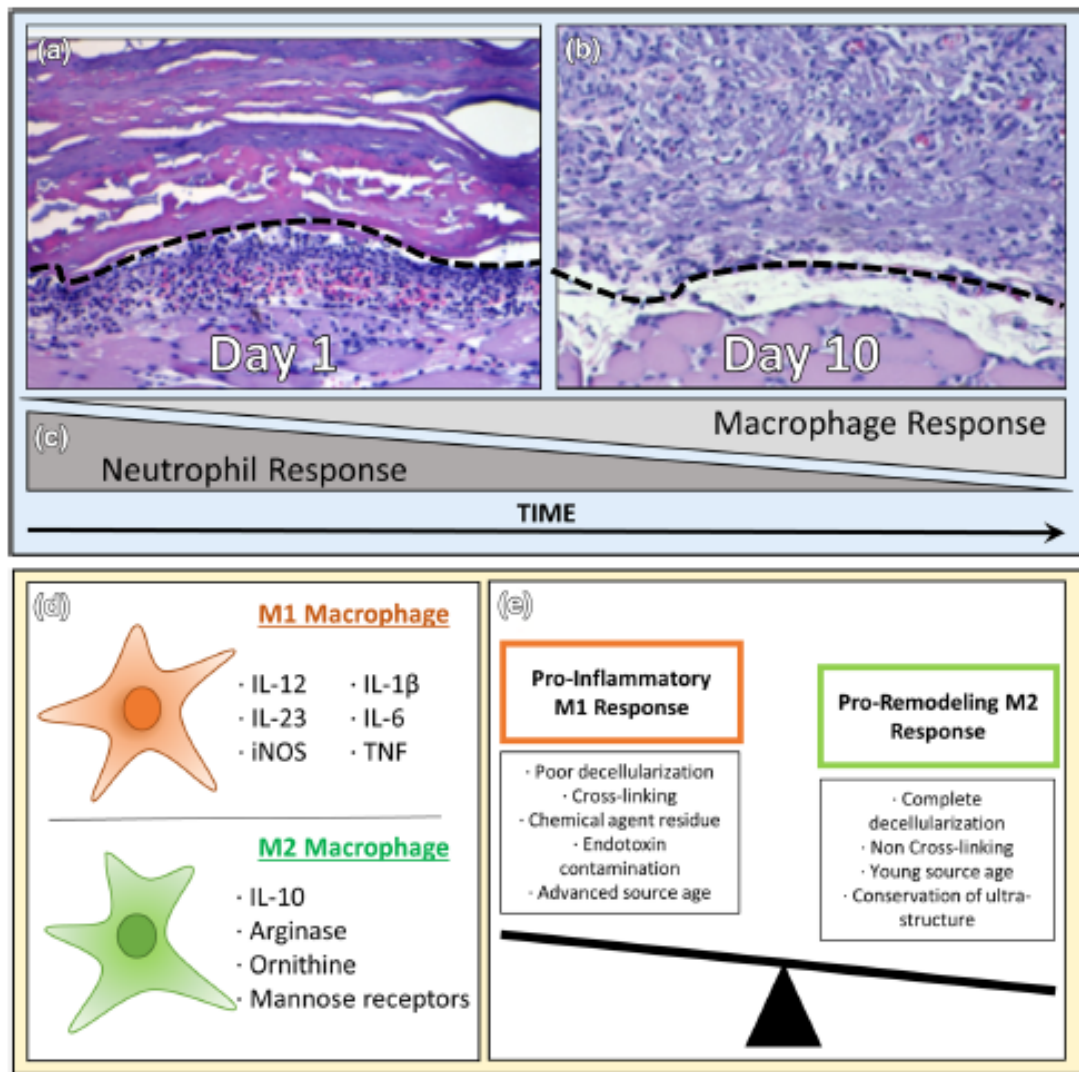 (a)
Day 1
(b)
Day 10
(c)
Macrophage Response
Neutrophil Response
TIME
(d)
M1 Macrophage
· IL-12 · IL-1β
· IL-23 · IL-6
· iNOS · TNF
M2 Macrophage
· IL-10
· Arginase
· Ornithine
· Mannose receptors
(e)
Pro-Inflammatory
M1 Response
· Poor decellularization
· Cross-linking
· Chemical agent residue
· Endotoxin
contamination
· Advanced source age
Pro-Remodeling M2
Response
· Complete
decellularization
· Non Cross-linking
· Young source age
· Conservation of ultra-
structure